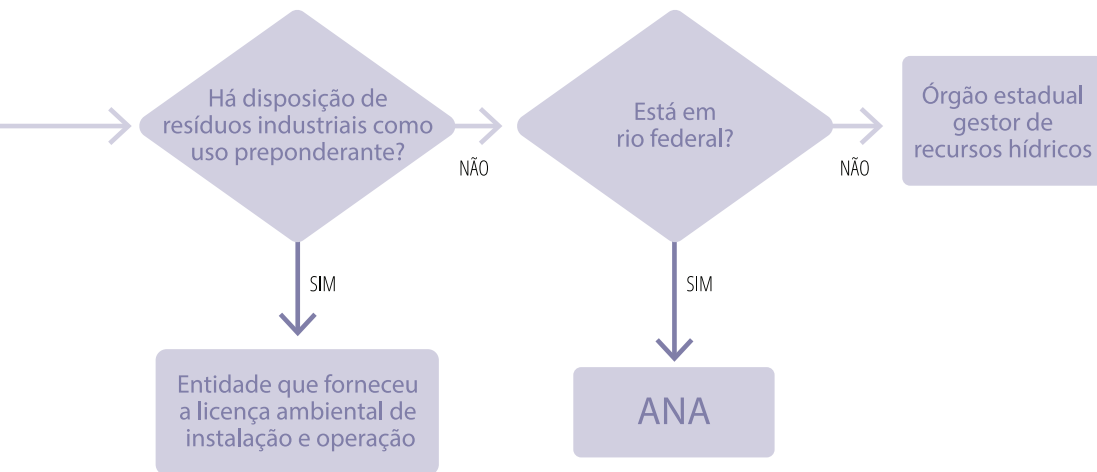 Há disposição de
resíduos industriais como
uso preponderante?
NÃO
SIM
Entidade que forneceu
a licença ambiental de
instalação e operação
Está em
rio federal?
NÃO
SIM
ANA
Órgão estadual
gestor de
recursos hídricos